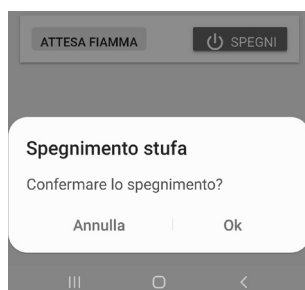 ATTESA FIAMMA SPEGNI
Spegnimento stufa
Confermare lo spegnimento?
Annulla Ok